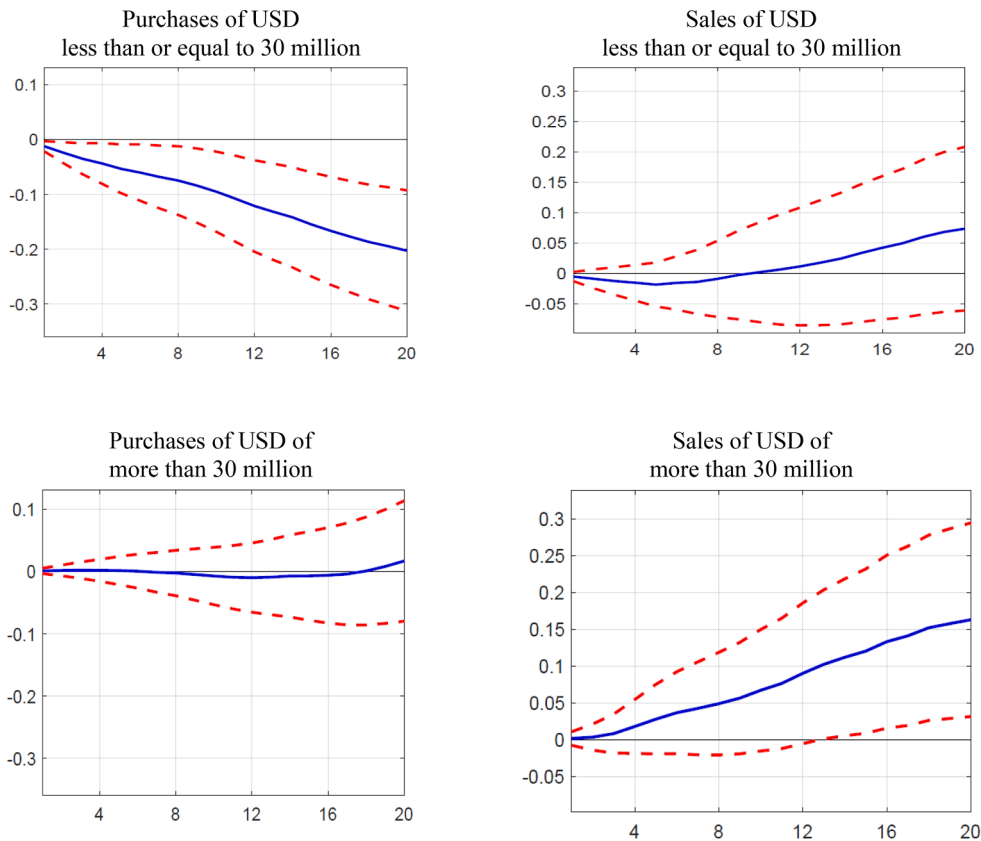 Purchases of USD
less than or equal to 30 million
0.1
0
-0.1
-0.2
-0.3
4 8 12 16 20
Sales of USD
less than or equal to 30 million
0.3
0.25
0.2
0.15
0.1
0.05
0
-0.05
4 8 12 16 20
Purchases of USD of
more than 30 million
0.1
0
-0.1
-0.2
-0.3
4 8 12 16 20
Sales of USD of
more than 30 million
0.3
0.25
0.2
0.15
0.1
0.05
0
-0.05
4 8 12 16 20